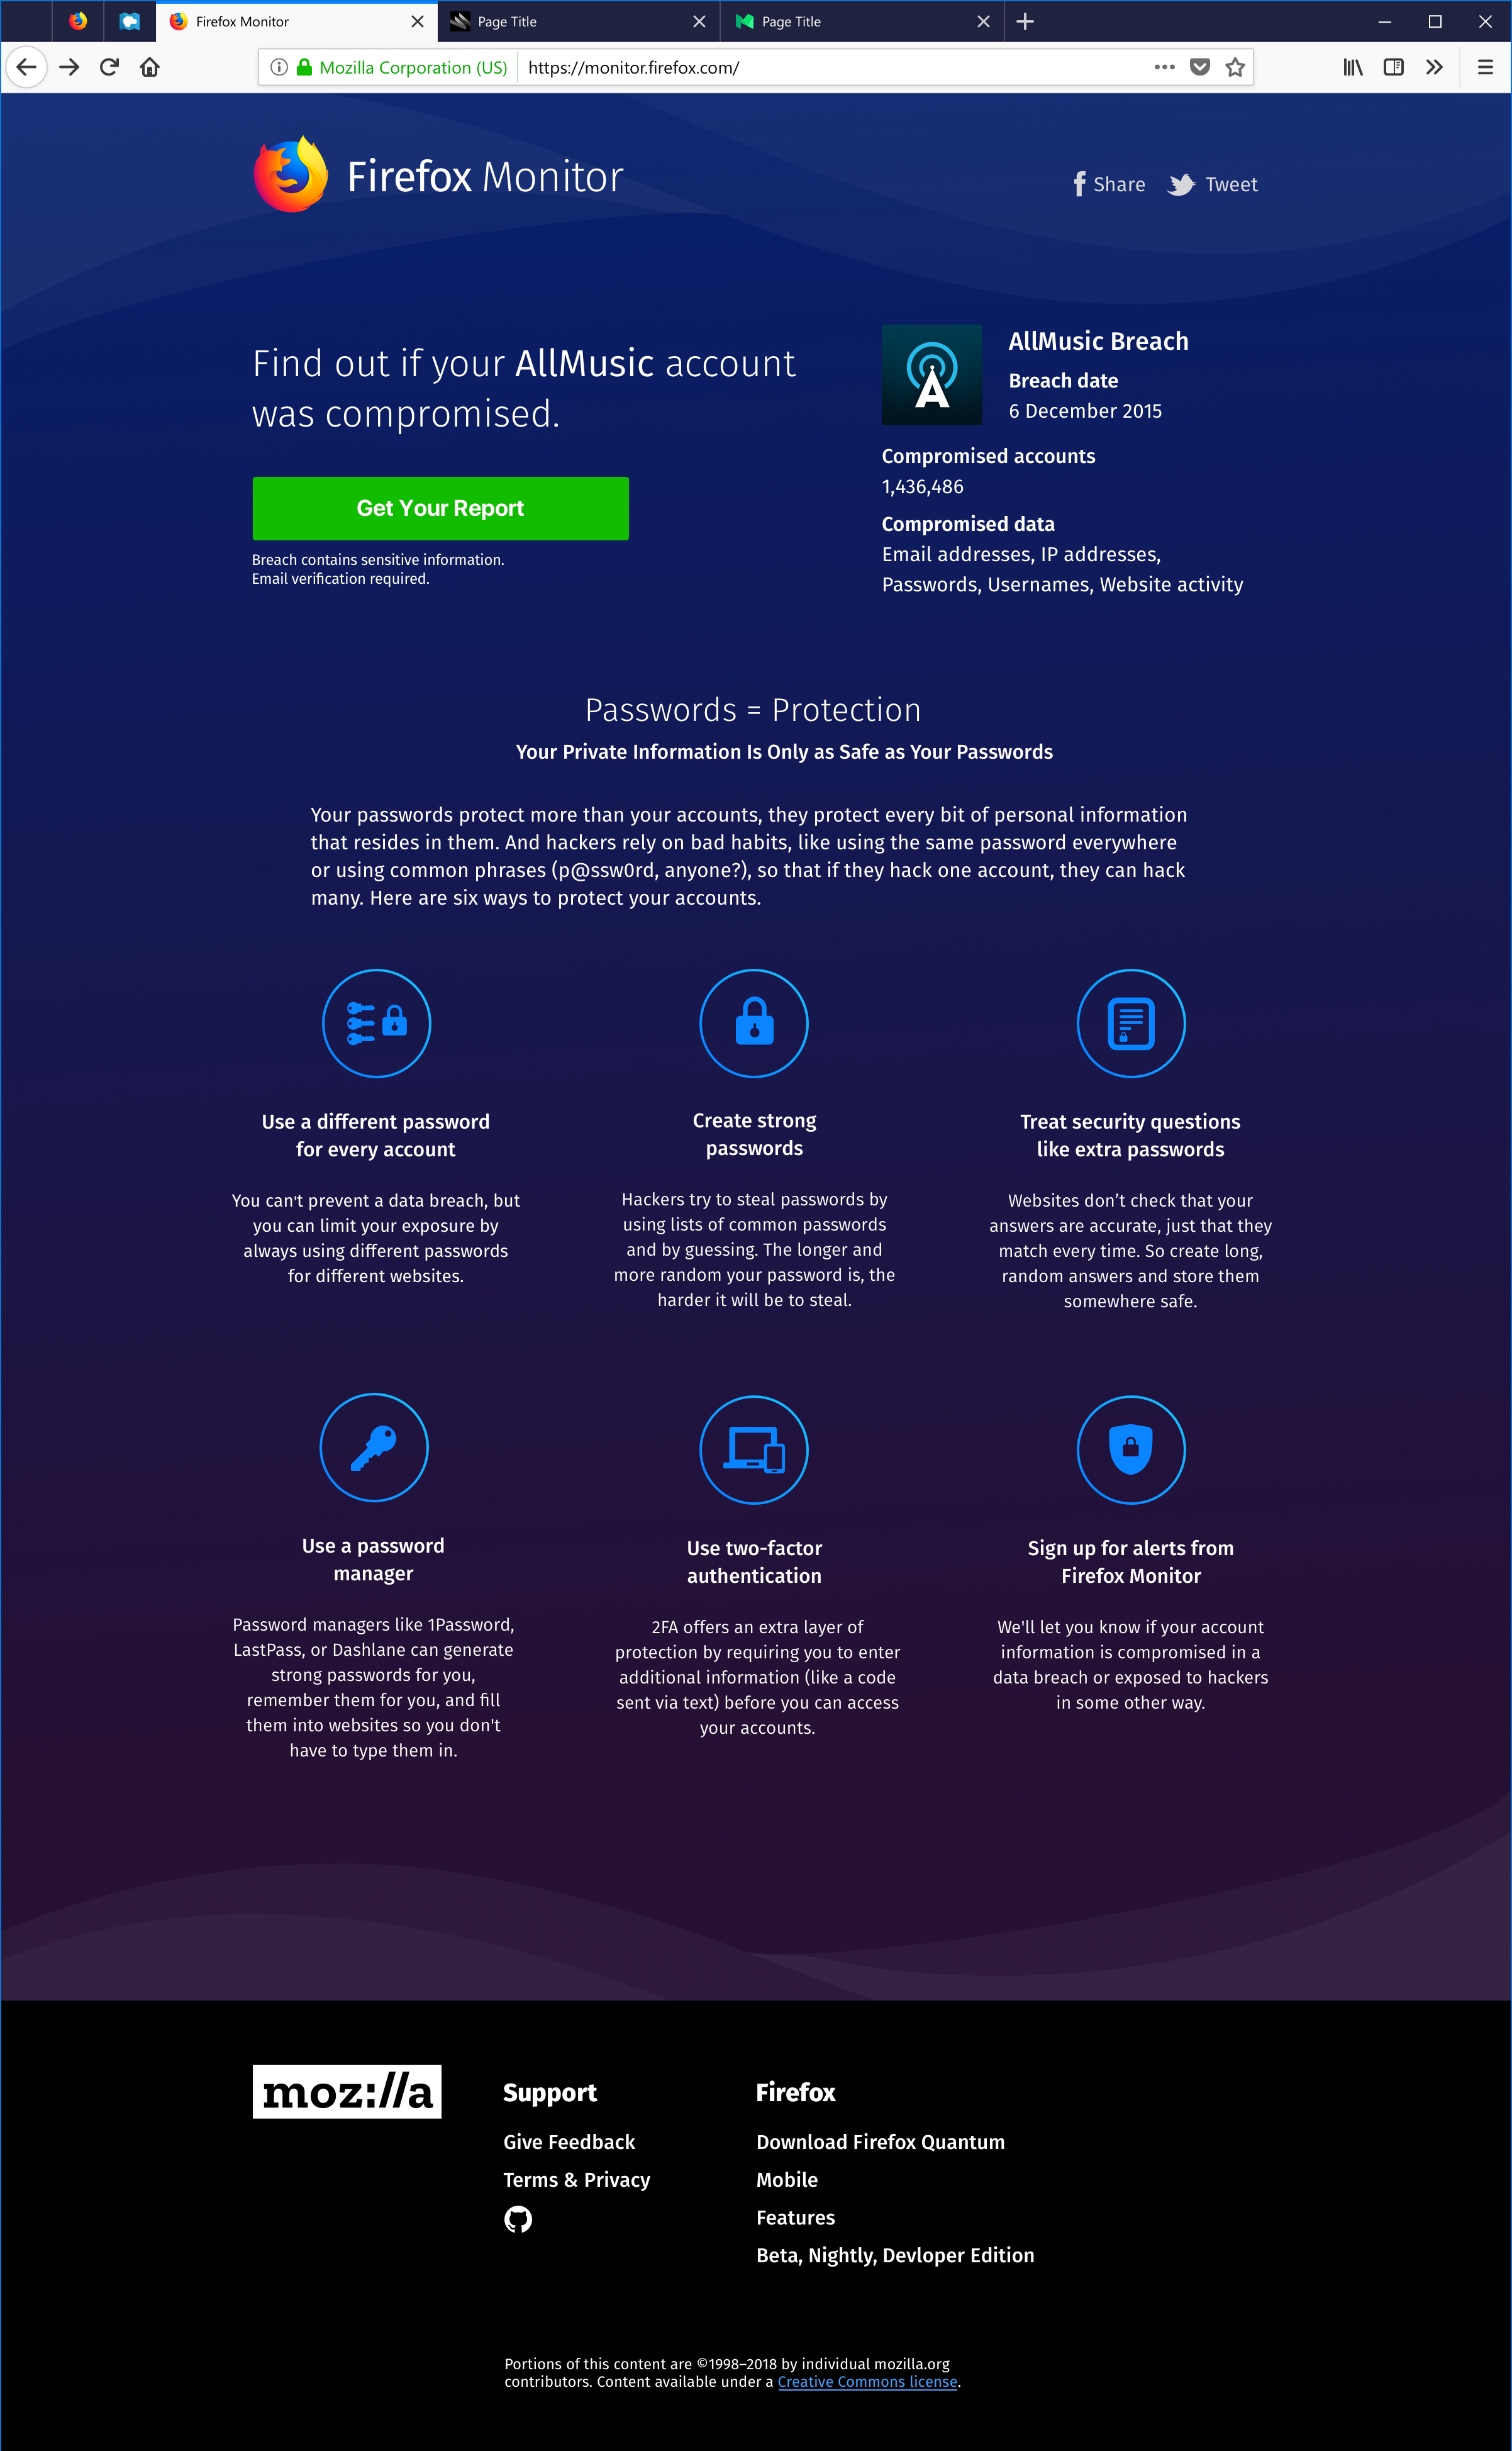 Firefox Monitor
Page Title
Page Title
Mozilla Corporation (US)
https://monitor.firefox.com/
Firefox Monitor
Share
Tweet
Find out if your AllMusic account
was compromised.
Get Your Report
Breach contains sensitive information.
Email verification required.
A
AllMusic Breach
Breach date
6 December 2015
Compromised accounts
1,436,486
Compromised data
Email addresses, IP addresses,
Passwords, Usernames, Website activity
Passwords = Protection
Your Private Information Is Only as Safe as Your Passwords
Your passwords protect more than your accounts, they protect every bit of personal information
that resides in them. And hackers rely on bad habits, like using the same password everywhere
or using common phrases (p@ssw0rd, anyone?), so that if they hack one account, they can hack
many. Here are six ways to protect your accounts.
Use a different password
for every account
You can't prevent a data breach, but
you can limit your exposure by
always using different passwords
for different websites.
Create strong
passwords
Hackers try to steal passwords by
using lists of common passwords
and by guessing. The longer and
more random your password is, the
harder it will be to steal.
Treat security questions
like extra passwords
Websites don’t check that your
answers are accurate, just that they
match every time. So create long,
random answers and store them
somewhere safe.
Use a password
manager
Password managers like 1Password,
LastPass, or Dashlane can generate
strong passwords for you,
remember them for you, and fill
them into websites so you don't
have to type them in.
Use two-factor
authentication
2FA offers an extra layer of
protection by requiring you to enter
additional information (like a code
sent via text) before you can access
your accounts.
Sign up for alerts from
Firefox Monitor
We'll let you know if your account
information is compromised in a
data breach or exposed to hackers
in some other way.
moz://a
Support
Give Feedback
Terms & Privacy
Firefox
Download Firefox Quantum
Mobile
Features
Beta, Nightly, Devloper Edition
Portions of this content are ©1998–2018 by individual mozilla.org
contributors. Content available under a Creative Commons license.